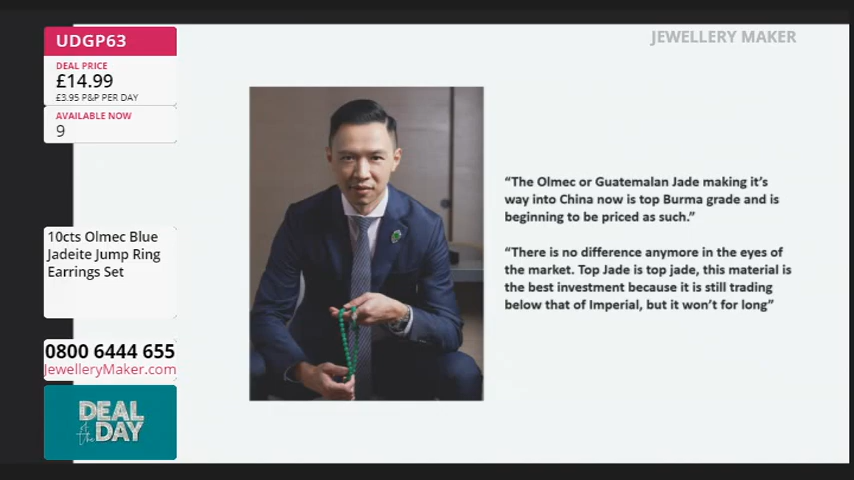 UDGP63
DEAL PRICE
£14.99
£3.95 P&P PER DAY
AVAILABLE NOW
9
10cts Olmec Blue
Jadeite Jump Ring
Earrings Set
0800 6444 655
JewelleryMaker.com
DEAL
of the
DAY
JEWELLERY MAKER
“The Olmec or Guatemalan Jade making it’s
way into China now is top Burma grade and is
beginning to be priced as such.”
“There is no difference anymore in the eyes of
the market. Top Jade is top jade, this material is
the best investment because it is still trading
below that of Imperial, but it won’t for long”